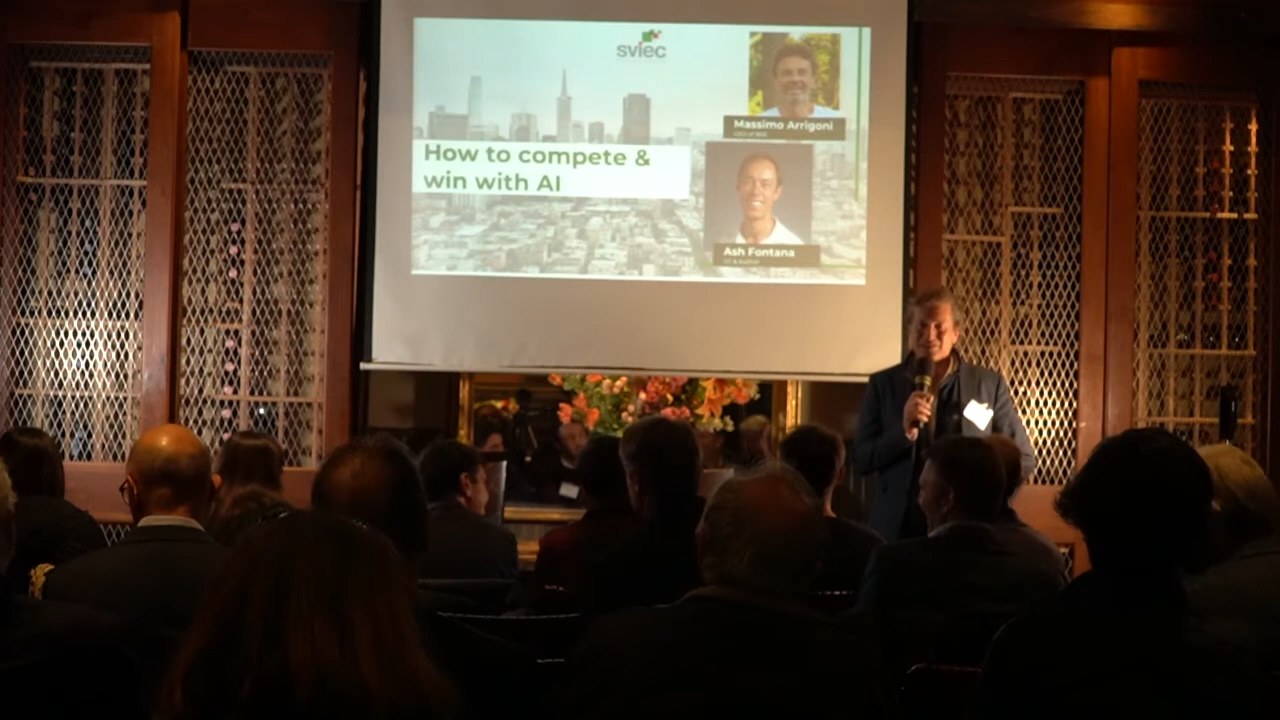 sviec
Massimo Arrigoni
How to compete &
win with AI
Ash Fontana